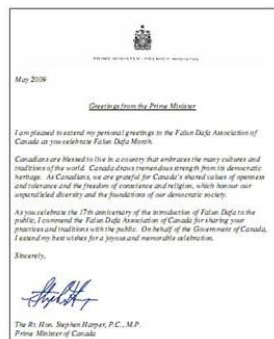 PRIME MINISTER · PREMIER MINISTRE
May 2009
Greetings from the Prime Minister
I am pleased to extend my personal greetings to the Falun Dafa Association of
Canada as you celebrate Falun Dafa Month.
Canadians are blessed to live in a country that embraces the many cultures and
traditions of the world. Canada draws tremendous strength from its democratic
heritage. As Canadians, we are grateful for Canada's shared values of openness
and tolerance and the freedom of conscience and religion, which honour our
unparalleled diversity and the foundations of our democratic society.
As you celebrate the 17th anniversary of the introduction of Falun Dafa to the
public, I commend the Falun Dafa Association of Canada for sharing your
practices and traditions with the public. On behalf of the Government of Canada,
I extend my best wishes for a joyous and memorable celebration.
Sincerely,
The Rt. Hon. Stephen Harper, P.C., M.P.
Prime Minister of Canada